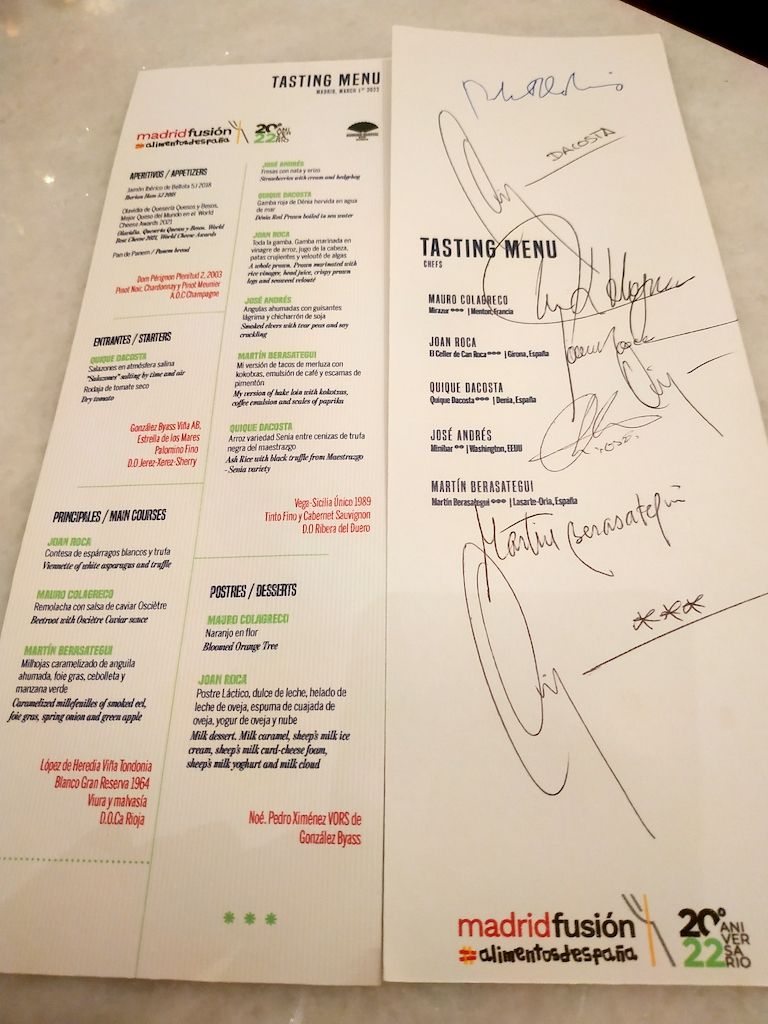 TASTING MENU
MADRID, MARCH 1ST 2022
madridfusión
#alimentosdespaña
20º ANI
22 VER
SA
RIO
APERITIVOS / APPETIZERS
Jamón Ibérico de Bellota 5J 2018
Iberian Ham 5J 2018
Olavidia de Quesería Quesos y Besos,
Mejor Queso del Mundo en el World
Cheese Awards 2021
Olavidia, Quesería Quesos y Besos. World
Best Cheese 2021, World Cheese Awards
Pan de Panem / Panem bread
Dom Pérignon Plenitud 2, 2003
Pinot Noir, Chardonnay y Pinot Meunier
A.O.C Champagne
ENTRANTES / STARTERS
QUIQUE DACOSTA
Salazones en atmósfera salina
"Salazones" salting by time and air
Rodaja de tomate seco
Dry tomato
González Byass Viña AB,
Estrella de los Mares
Palomino Fino
D.O Jerez-Xerez-Sherry
PRINCIPALES / MAIN COURSES
JOAN ROCA
Contesa de espárragos blancos y trufa
Viennette of white asparagus and truffle
MAURO COLAGRECO
Remolacha con salsa de caviar Osciètre
Beetroot with Osciètre Caviar sauce
MARTÍN BERASATEGUI
Milhojas caramelizado de anguila
ahumada, foie gras, cebolleta y
manzana verde
Caramelized millefeuilles of smoked eel,
foie gras, spring onion and green apple
López de Heredia Viña Tondonia
Blanco Gran Reserva 1964
Viura y malvasía
D.O.Ca Rioja
JOSÉ ANDRÉS
Fresas con nata y erizo
Strawberries with cream and hedgehog
QUIQUE DACOSTA
Gamba roja de Dénia hervida en agua
de mar
Dénia Red Prawn boiled in sea water
JOAN ROCA
Toda la gamba. Gamba marinada en
vinagre de arroz, jugo de la cabeza,
patas crujientes y velouté de algas
A whole prawn. Prawn marinated with
rice vinegar, head juice, crispy prawn
legs and seaweed velouté
JOSÉ ANDRÉS
Angulas ahumadas con guisantes
lágrima y chicharrón de soja
Smoked elvers with tear peas and soy
crackling
MARTÍN BERASATEGUI
Mi versión de tacos de merluza con
kokotxas, emulsión de café y escamas de
pimentón
My version of hake loin with kokotxas,
coffee emulsion and scales of paprika
QUIQUE DACOSTA
Arroz variedad Senia entre cenizas de trufa
negra del maestrazgo
Ash Rice with black truffle from Maestrazgo
- Senia variety
Vega-Sicilia Único 1989
Tinto Fino y Cabernet Sauvignon
D.O Ribera del Duero
POSTRES / DESSERTS
MAURO COLAGRECO
Naranjo en flor
Bloomed Orange Tree
JOAN ROCA
Postre Láctico, dulce de leche, helado de
leche de oveja, espuma de cuajada de
oveja, yogur de oveja y nube
Milk dessert. Milk caramel, sheep's milk ice
cream, sheep's milk curd-cheese foam,
sheep's milk yoghurt and milk cloud
Noé. Pedro Ximénez VORS de
González Byass
DACOSTA
TASTING MENU
CHEFS
MAURO COLAGRECO
Mirazur *** | Menton, Francia
JOAN ROCA
El Celler de Can Roca *** | Girona, España
QUIQUE DACOSTA
Quique Dacosta *** | Denia, España
JOSÉ ANDRÉS
Minibar ** | Washington, EEUU
JOSÉ
MARTÍN BERASATEGUI
Martín Berasategui *** | Lasarte-Oria, España
Martín Berasategui
***
madridfusión
#alimentosdespaña
20º ANI
22 VER
SA
RIO